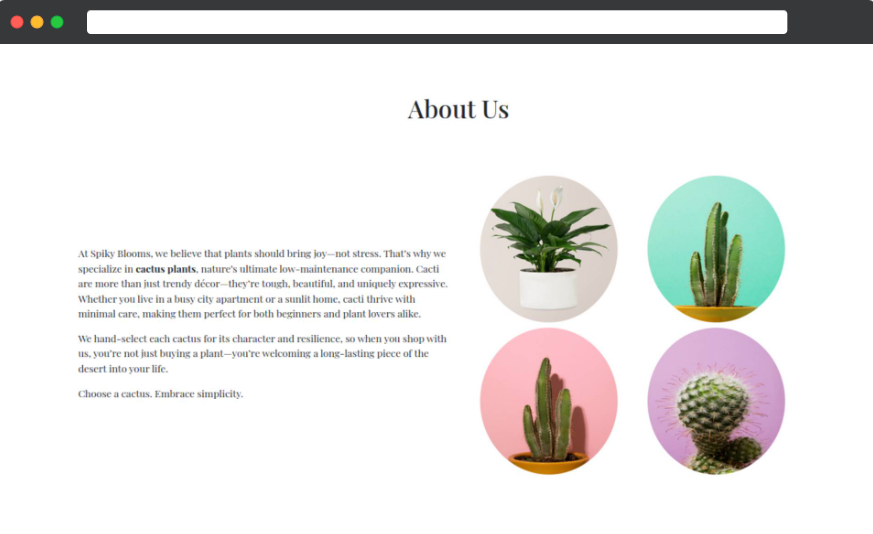 About Us
At Spiky Blooms, we believe that plants should bring joy—not stress. That's why we
specialize in cactus plants, nature's ultimate low-maintenance companion. Cacti
are more than just trendy décor—they're tough, beautiful, and uniquely expressive.
Whether you live in a busy city apartment or a sunlit home, cacti thrive with
minimal care, making them perfect for both beginners and plant lovers alike.
We hand-select each cactus for its character and resilience, so when you shop with
us, you're not just buying a plant—you're welcoming a long-lasting piece of the
desert into your life.
Choose a cactus. Embrace simplicity.